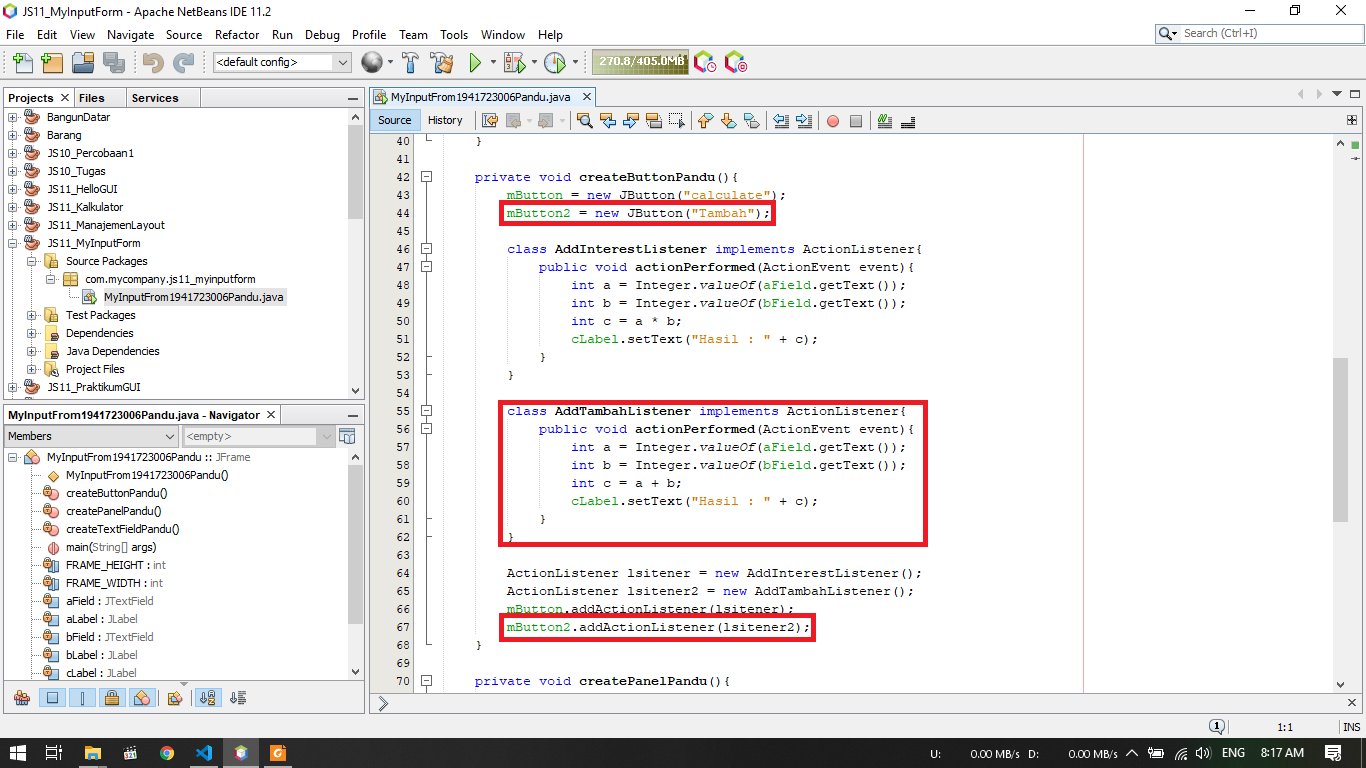 JS11_MyInputForm - Apache NetBeans IDE 11.2
File Edit View Navigate Source Refactor Run Debug Profile Team Tools Window Help
Search (Ctrl+I)
<default config>
270.8/405.0MB
Projects Files Services
BangunDatar
Barang
JS10_Percobaan1
JS10_Tugas
JS11_HelloGUI
JS11_Kalkulator
JS11_ManajemenLayout
JS11_MyInputForm
Source Packages
com.mycompany.js11_myinputform
MyInputFrom1941723006Pandu.java
Test Packages
Dependencies
Java Dependencies
Project Files
JS11_PraktikumGUI
MyInputFrom1941723006Pandu.java - Navigator
Members
<empty>
MyInputFrom1941723006Pandu :: JFrame
MyInputFrom1941723006Pandu()
createButtonPandu()
createPanelPandu()
createTextFieldPandu()
main(String[] args)
FRAME_HEIGHT : int
FRAME_WIDTH : int
aField : JTextField
aLabel : JLabel
bField : JTextField
bLabel : JLabel
cLabel : JLabel
MyInputFrom1941723006Pandu.java
Source History
40 }
41
42 private void createButtonPandu(){
43 mButton = new JButton("calculate");
44 mButton2 = new JButton("Tambah");
45
46 class AddInterestListener implements ActionListener{
47 public void actionPerformed(ActionEvent event){
48 int a = Integer.valueOf(aField.getText());
49 int b = Integer.valueOf(bField.getText());
50 int c = a * b;
51 cLabel.setText("Hasil : " + c);
52 }
53 }
54
55 class AddTambahListener implements ActionListener{
56 public void actionPerformed(ActionEvent event){
57 int a = Integer.valueOf(aField.getText());
58 int b = Integer.valueOf(bField.getText());
59 int c = a + b;
60 cLabel.setText("Hasil : " + c);
61 }
62 }
63
64 ActionListener lsitener = new AddInterestListener();
65 ActionListener lsitener2 = new AddTambahListener();
66 mButton.addActionListener(lsitener);
67 mButton2.addActionListener(lsitener2);
68 }
69
70 private void createPanelPandu(){
1 1:1 INS
U: 0.00 MB/s D: 0.00 MB/s ENG 8:17 AM